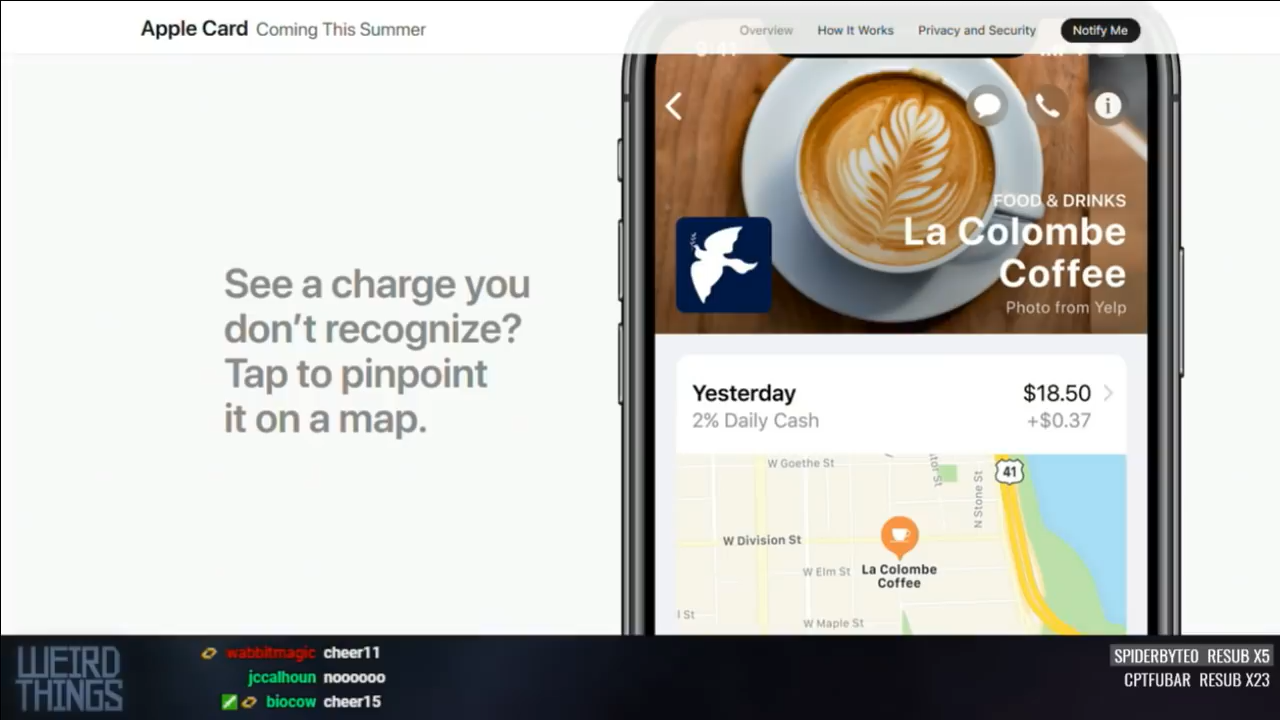 Apple Card Coming This Summer
Overview How It Works Privacy and Security Notify Me
See a charge you
don't recognize?
Tap to pinpoint
it on a map.
FOOD & DRINKS
La Colombe
Coffee
Photo from Yelp
Yesterday $18.50
2% Daily Cash +$0.37
W Goethe St
41
N Stone St
W Division St
W Elm St
La Colombe
Coffee
W Maple St
WEIRD
THINGS
wabbitmagic cheer11
jccalhoun noooooo
biocow cheer15
SPIDERBYTE0 RESUB X5
CPTFUBAR RESUB X23